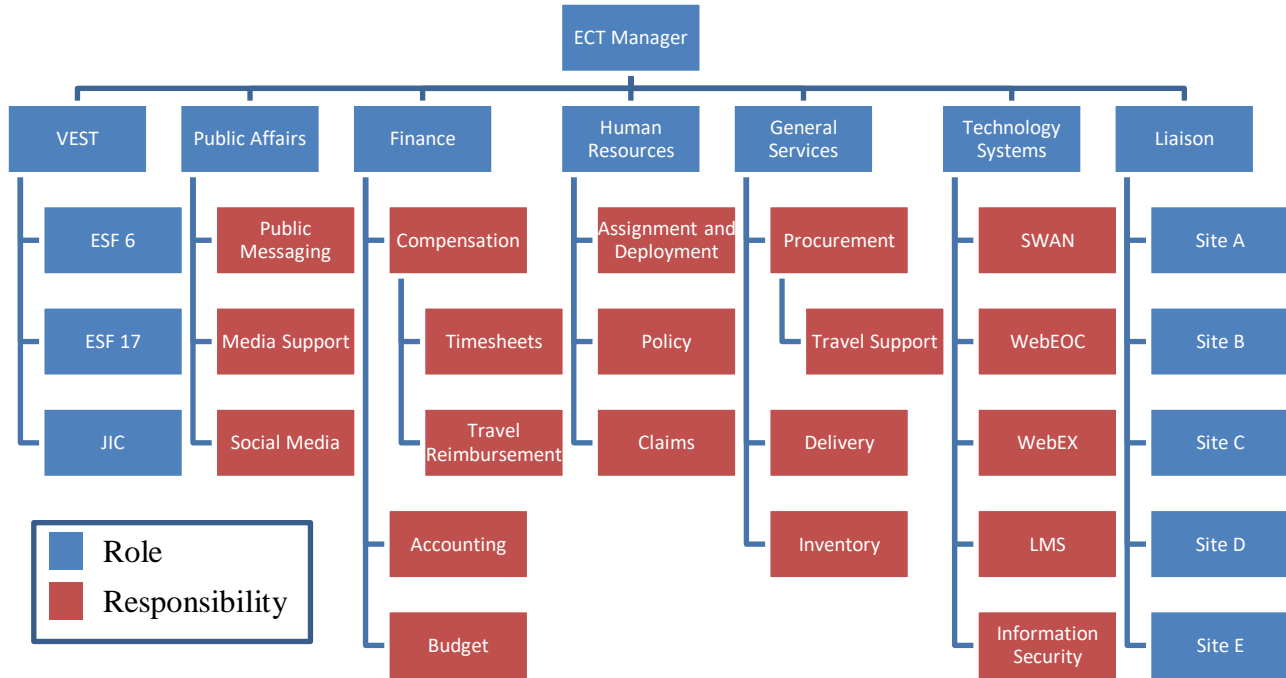 ECT Manager
VEST
Public Affairs
Finance
Human
Resources
General
Services
Technology
Systems
Liaison
ESF 6
ESF 17
JIC
Public
Messaging
Media Support
Social Media
Compensation
Timesheets
Travel
Reimbursement
Accounting
Budget
Assignment and
Deployment
Policy
Claims
Procurement
Travel Support
Delivery
Inventory
SWAN
WebEOC
WebEX
LMS
Information
Security
Site A
Site B
Site C
Site D
Site E
Role
Responsibility